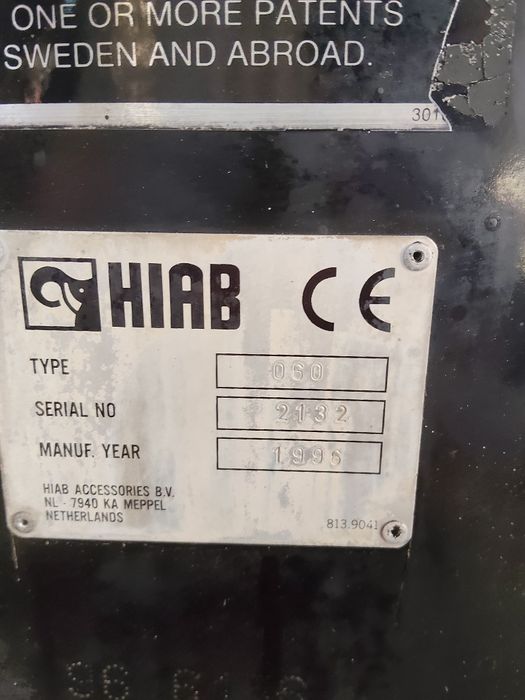 ONE OR MORE PATENTS
SWEDEN AND ABROAD.
HIAB CE
TYPE 060
SERIAL NO 2132
MANUF. YEAR 1996
HIAB ACCESSORIES B.V.
NL - 7940 KA MEPPEL
NETHERLANDS
813.9041